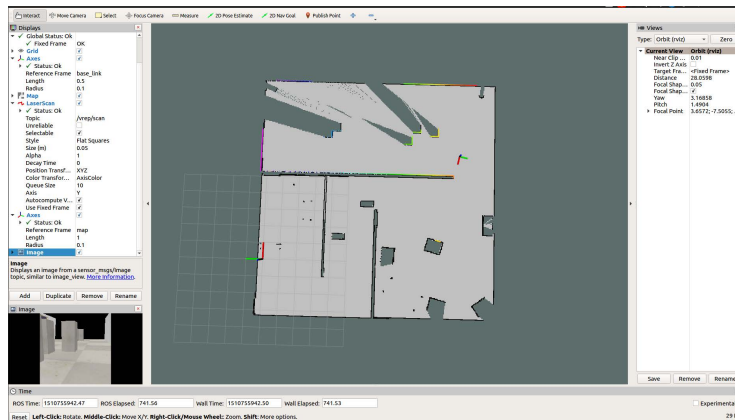 Interact Move Camera Select Focus Camera Measure 2D Pose Estimate 2D Nav Goal Publish Point
Displays
Global Status: Ok
Fixed Frame OK
Grid
Axes
Status: Ok
Reference Frame base_link
Length 0.5
Radius 0.1
Map
LaserScan
Status: Ok
Topic /vrep/scan
Unreliable
Selectable
Style Flat Squares
Size (m) 0.05
Alpha 1
Decay Time 0
Position Transf... XYZ
Color Transfor... AxisColor
Queue Size 10
Axis Y
Autocompute V...
Use Fixed Frame
Axes
Status: Ok
Reference Frame map
Length 1
Radius 0.1
Image
Image
Displays an image from a sensor_msgs/Image
topic, similar to image_view. More Information.
Add Duplicate Remove Rename
Image
Views
Type: Orbit (rviz) Zero
Current View Orbit (rviz)
Near Clip ... 0.01
Invert Z Axis
Target Fra... <Fixed Frame>
Distance 28.0598
Focal Shap... 0.05
Focal Shap...
Yaw 3.16858
Pitch 1.4904
Focal Point 3.6572; -7.5055; ...
Save Remove Rename
Time
ROS Time: 1510755942.47 ROS Elapsed: 741.56 Wall Time: 1510755942.50 Wall Elapsed: 741.53 Experimental
Reset Left-Click: Rotate. Middle-Click: Move X/Y. Right-Click/Mouse Wheel:: Zoom. Shift: More options.